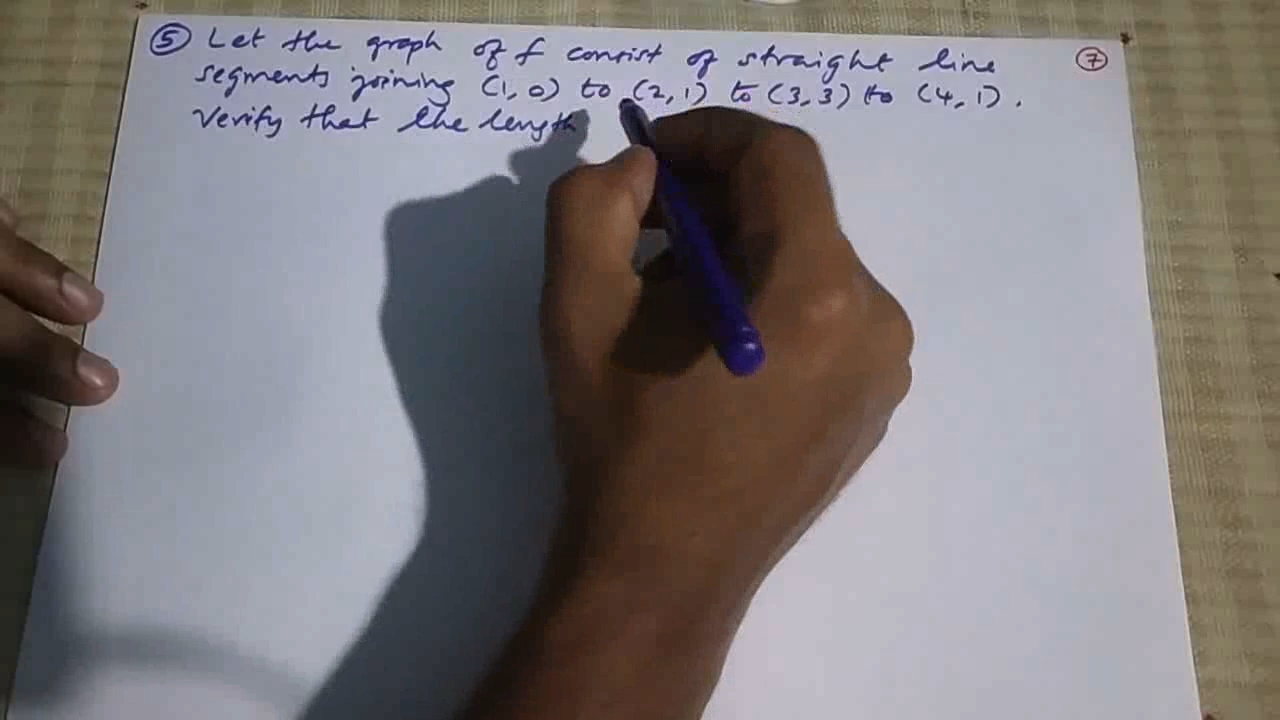 ⑤ Let the graph of f consist of straight line ⑦
segments joining (1, 0) to (2, 1) to (3, 3) to (4, 1).
Verify that the length